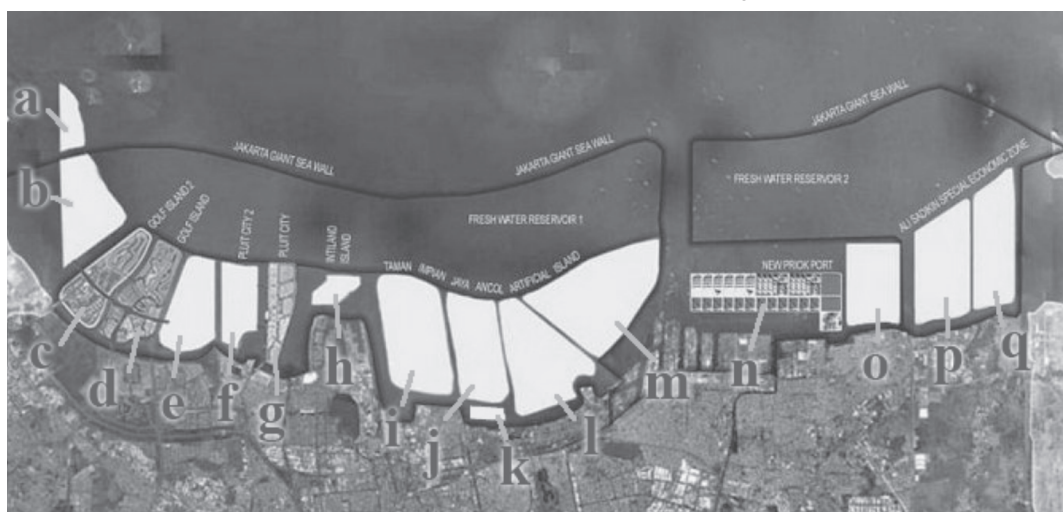 a
b
JAKARTA GIANT SEA WALL
JAKARTA GIANT SEA WALL
JAKARTA GIANT SEA WALL
FRESH WATER RESERVOIR 1
FRESH WATER RESERVOIR 2
GOLF ISLAND 2
GOLF ISLAND
PLUIT CITY 2
PLUIT CITY
INTILAND
ISLAND
TAMAN IMPIAN JAYA ANCOL ARTIFICIAL ISLAND
NEW PRIOK PORT
ALI SADIKIN SPECIAL ECONOMIC ZONE
c
d
e
f
g
h
i
j
k
l
m
n
o
p
q